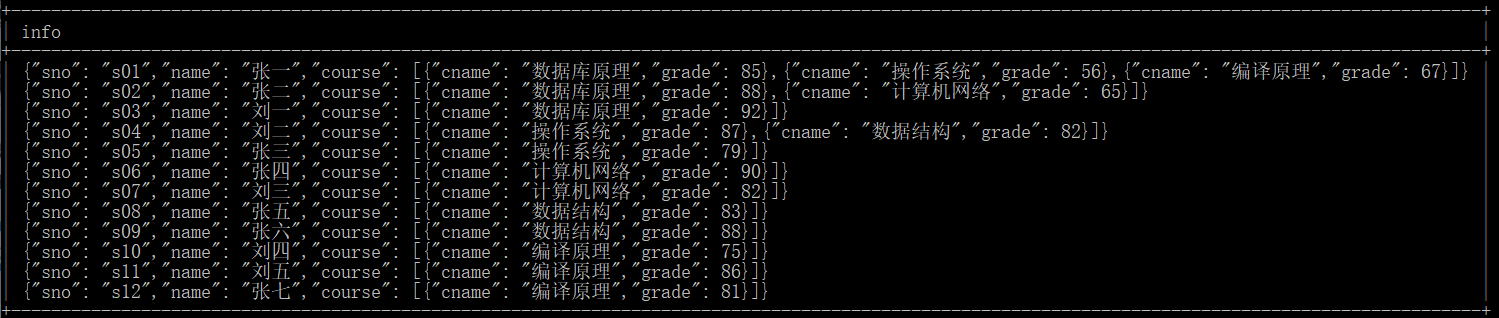 info
{"sno": "s01","name": "张一","course": [{"cname": "数据库原理","grade": 85},{"cname": "操作系统","grade": 56},{"cname": "编译原理","grade": 67}]}
{"sno": "s02","name": "张二","course": [{"cname": "数据库原理","grade": 88},{"cname": "计算机网络","grade": 65}]}
{"sno": "s03","name": "刘一","course": [{"cname": "数据库原理","grade": 92}]}
{"sno": "s04","name": "刘二","course": [{"cname": "操作系统","grade": 87},{"cname": "数据结构","grade": 82}]}
{"sno": "s05","name": "张三","course": [{"cname": "操作系统","grade": 79}]}
{"sno": "s06","name": "张四","course": [{"cname": "计算机网络","grade": 90}]}
{"sno": "s07","name": "刘三","course": [{"cname": "计算机网络","grade": 82}]}
{"sno": "s08","name": "张五","course": [{"cname": "数据结构","grade": 83}]}
{"sno": "s09","name": "张六","course": [{"cname": "数据结构","grade": 88}]}
{"sno": "s10","name": "刘四","course": [{"cname": "编译原理","grade": 75}]}
{"sno": "s11","name": "刘五","course": [{"cname": "编译原理","grade": 86}]}
{"sno": "s12","name": "张七","course": [{"cname": "编译原理","grade": 81}]}